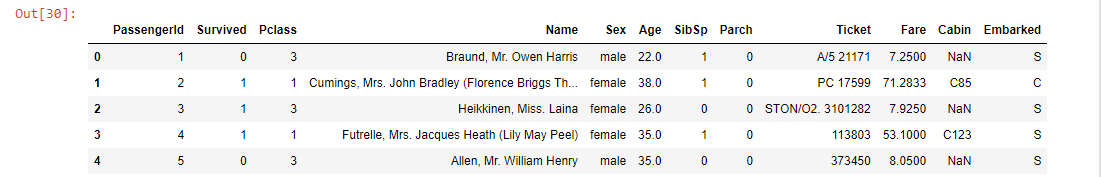 Out[30]:
PassengerId Survived Pclass Name Sex Age SibSp Parch Ticket Fare Cabin Embarked
0 1 0 3 Braund, Mr. Owen Harris male 22.0 1 0 A/5 21171 7.2500 NaN S
1 2 1 1 Cumings, Mrs. John Bradley (Florence Briggs Th... female 38.0 1 0 PC 17599 71.2833 C85 C
2 3 1 3 Heikkinen, Miss. Laina female 26.0 0 0 STON/O2. 3101282 7.9250 NaN S
3 4 1 1 Futrelle, Mrs. Jacques Heath (Lily May Peel) female 35.0 1 0 113803 53.1000 C123 S
4 5 0 3 Allen, Mr. William Henry male 35.0 0 0 373450 8.0500 NaN S